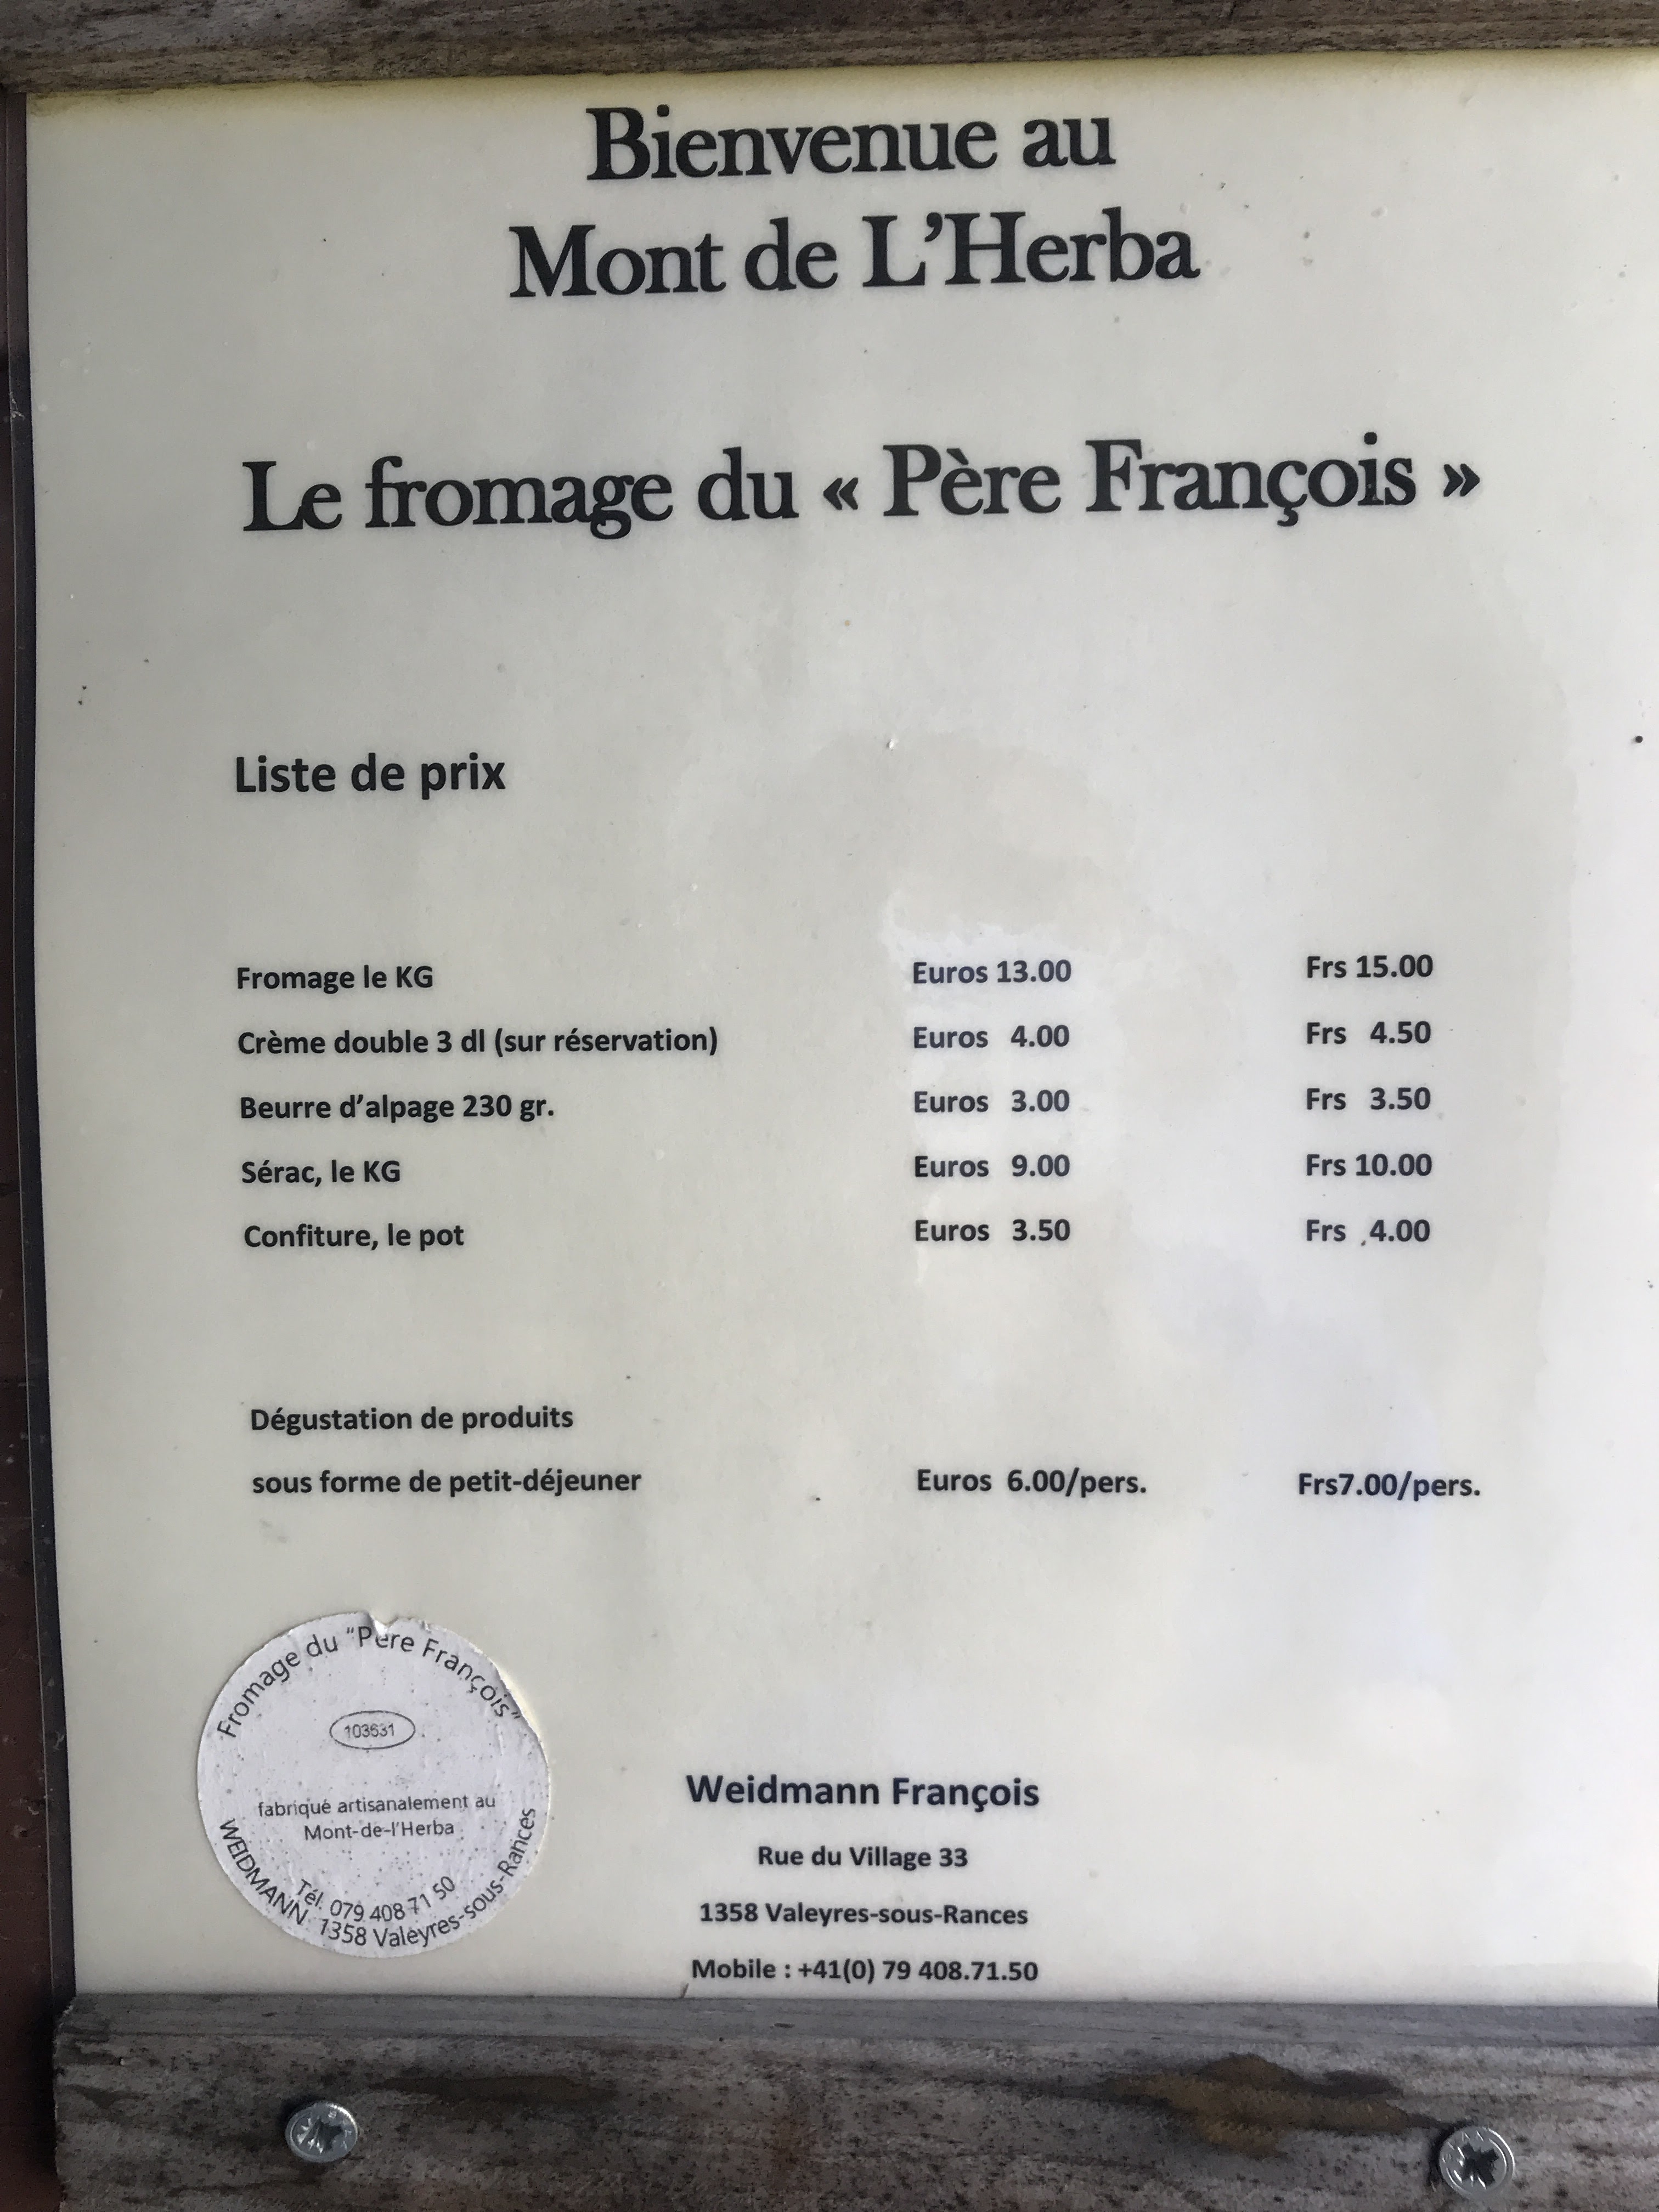 Bienvenue au
Mont de L'Herba
Le fromage du « Père François »
Liste de prix
Fromage le KG Euros 13.00 Frs 15.00
Crème double 3 dl (sur réservation) Euros 4.00 Frs 4.50
Beurre d'alpage 230 gr. Euros 3.00 Frs 3.50
Sérac, le KG Euros 9.00 Frs 10.00
Confiture, le pot Euros 3.50 Frs 4.00
Dégustation de produits
sous forme de petit-déjeuner Euros 6.00/pers. Frs7.00/pers.
Fromage du "Père François"
103631
fabriqué artisanalement au
Mont-de-l'Herba
Tél. 079 408 71 50
WEIDMANN 1358 Valeyres-sous-Rances
Weidmann François
Rue du Village 33
1358 Valeyres-sous-Rances
Mobile : +41(0) 79 408.71.50